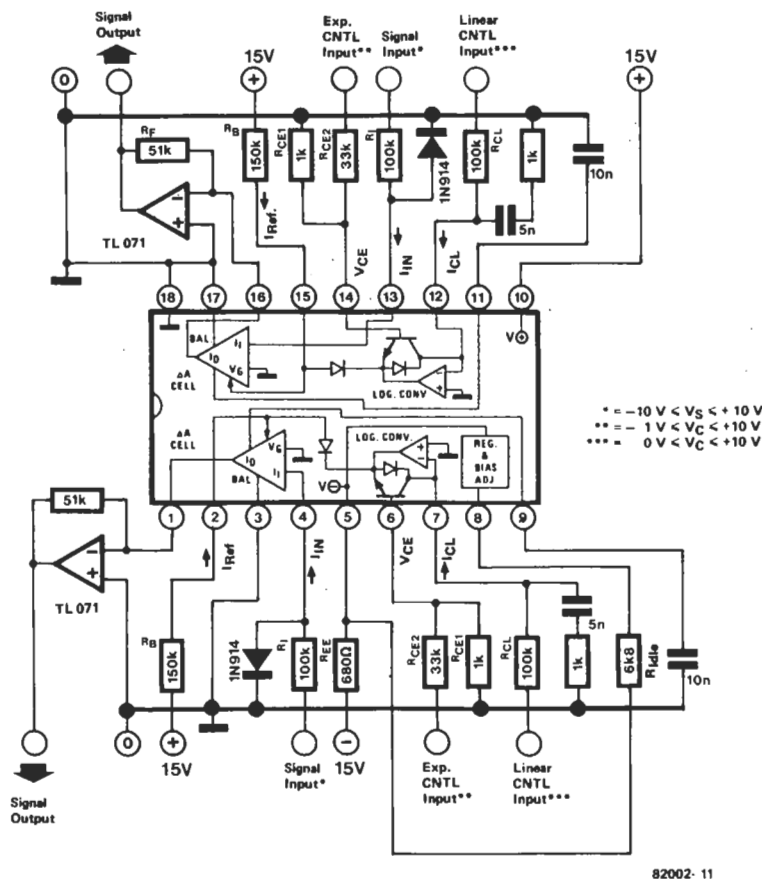 Signal
Output
Exp.
CNTL
Input**
Signal
Input*
Linear
CNTL
Input***
15V
15V
0
+
+
RF
51k
RB
150k
RCE1
1k
RCE2
33k
RI
100k
1N914
RCL
100k
1k
10n
5n
-
+
TL 071
IRef.
VCE
IIN
ICL
18
17
16
15
14
13
12
11
10
BAL
II
IO
VG
ΔA
CELL
LOG. CONV.
-
+
V⊕
* = – 10 V < VS < + 10 V
** = – 1 V < VC < +10 V
*** = 0 V < VC < +10 V
ΔA
CELL
VG
IO
II
BAL
LOG. CONV.
+
-
V⊖
REG.
&
BIAS
ADJ
1
2
3
4
5
6
7
8
9
51k
-
+
TL 071
IRef
IIN
VCE
ICL
RB
150k
1N914
RI
100k
REE
680Ω
RCE2
33k
RCE1
1k
RCL
100k
5n
1k
6k8
RIdle
10n
0
+
15V
-
15V
Signal
Input*
Exp.
CNTL
Input**
Linear
CNTL
Input***
Signal
Output
82002- 11